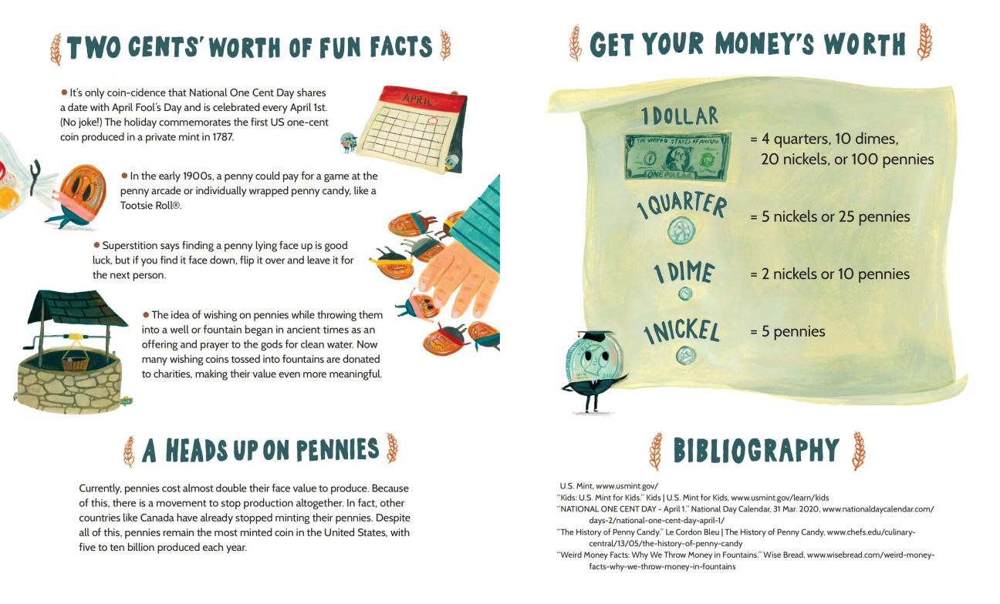 TWO CENTS' WORTH OF FUN FACTS
• It's only coin-cidence that National One Cent Day shares
a date with April Fool's Day and is celebrated every April 1st.
(No joke!) The holiday commemorates the first US one-cent
coin produced in a private mint in 1787.
APRIL
• In the early 1900s, a penny could pay for a game at the
penny arcade or individually wrapped penny candy, like a
Tootsie Roll®.
• Superstition says finding a penny lying face up is good
luck, but if you find it face down, flip it over and leave it for
the next person.
• The idea of wishing on pennies while throwing them
into a well or fountain began in ancient times as an
offering and prayer to the gods for clean water. Now
many wishing coins tossed into fountains are donated
to charities, making their value even more meaningful.
A HEADS UP ON PENNIES
Currently, pennies cost almost double their face value to produce. Because
of this, there is a movement to stop production altogether. In fact, other
countries like Canada have already stopped minting their pennies. Despite
all of this, pennies remain the most minted coin in the United States, with
five to ten billion produced each year.
GET YOUR MONEY'S WORTH
1 DOLLAR
THE UNITED STATES OF AMERICA
ONE DOLLAR
= 4 quarters, 10 dimes,
20 nickels, or 100 pennies
1 QUARTER
= 5 nickels or 25 pennies
1 DIME
= 2 nickels or 10 pennies
1 NICKEL
= 5 pennies
BIBLIOGRAPHY
U.S. Mint, www.usmint.gov/
"Kids: U.S. Mint for Kids." Kids | U.S. Mint for Kids, www.usmint.gov/learn/kids
"NATIONAL ONE CENT DAY - April 1." National Day Calendar, 31 Mar. 2020, www.nationaldaycalendar.com/
days-2/national-one-cent-day-april-1/
"The History of Penny Candy." Le Cordon Bleu | The History of Penny Candy, www.chefs.edu/culinary-
central/13/05/the-history-of-penny-candy
"Weird Money Facts: Why We Throw Money in Fountains." Wise Bread, www.wisebread.com/weird-money-
facts-why-we-throw-money-in-fountains